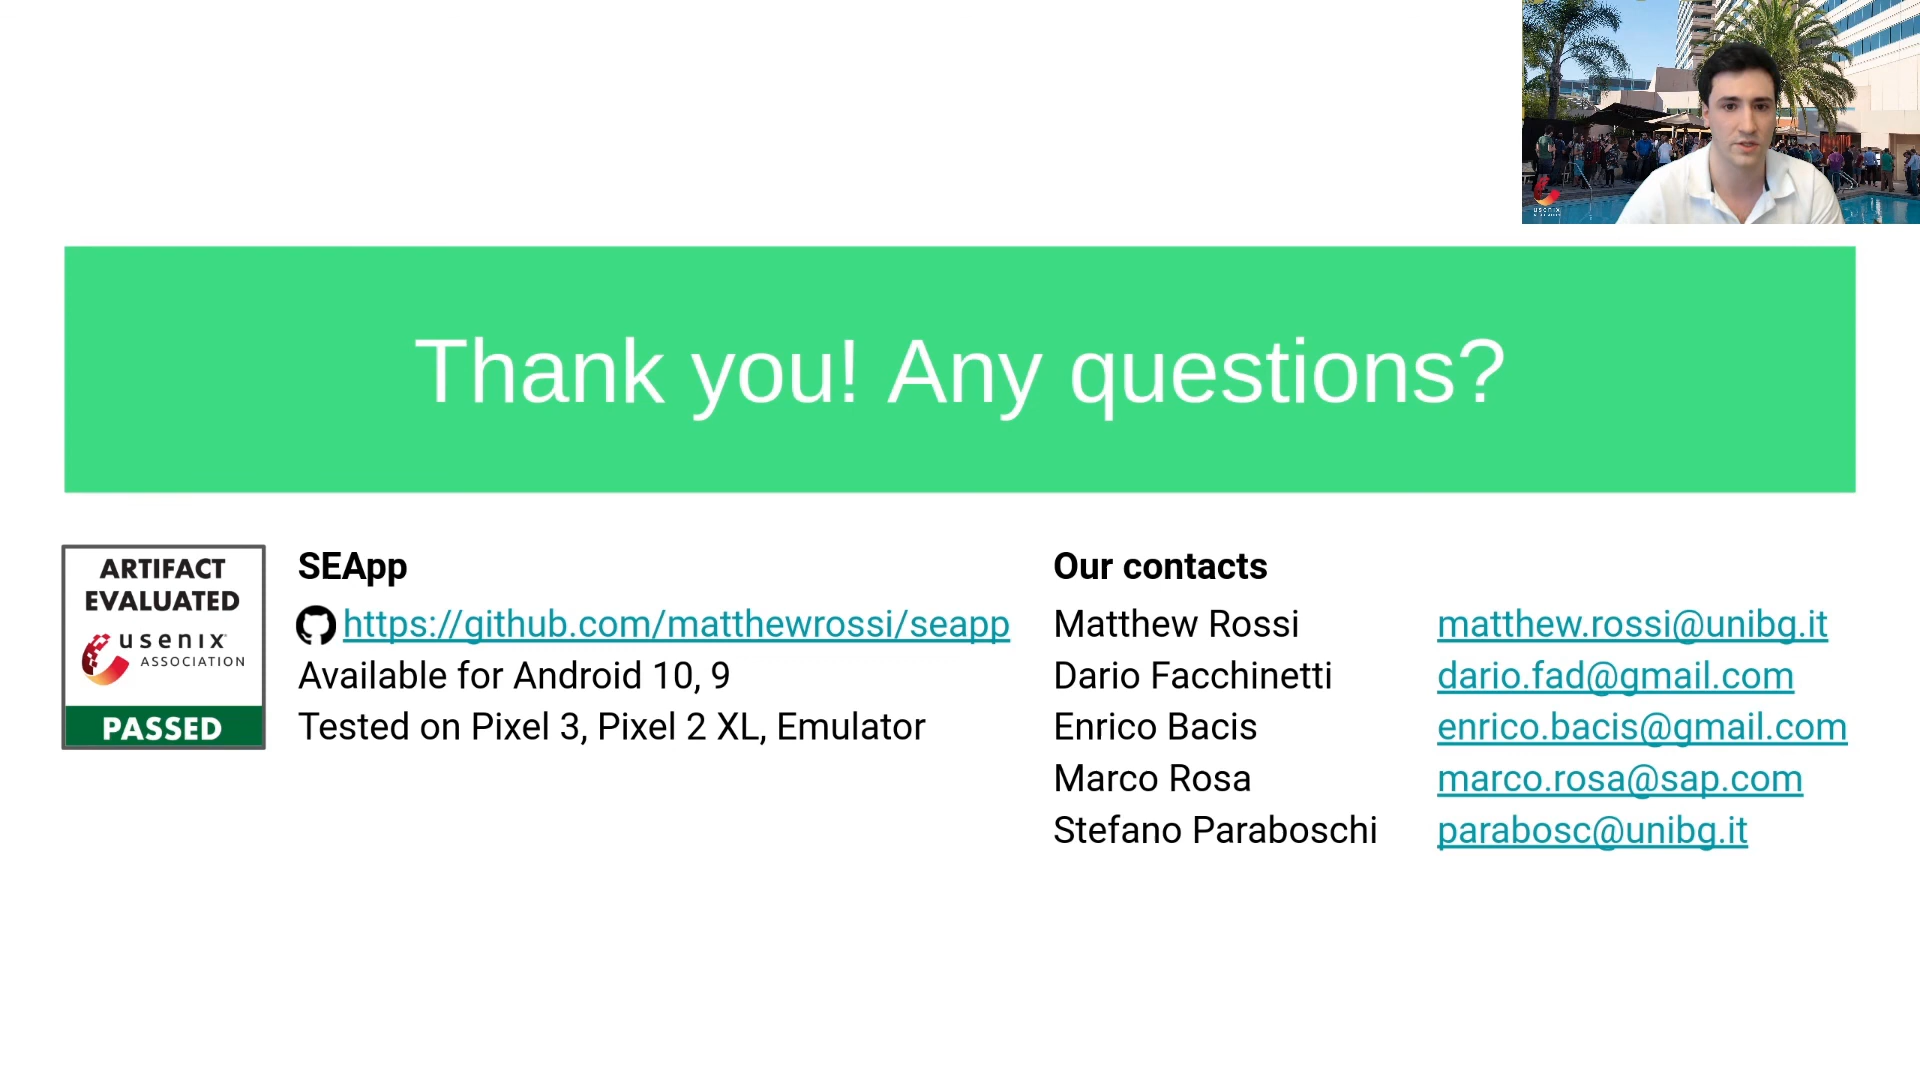 usenix
Thank you! Any questions?
ARTIFACT
EVALUATED
usenix
ASSOCIATION
PASSED
SEApp
https://github.com/matthewrossi/seapp
Available for Android 10, 9
Tested on Pixel 3, Pixel 2 XL, Emulator
Our contacts
Matthew Rossi matthew.rossi@unibg.it
Dario Facchinetti dario.fad@gmail.com
Enrico Bacis enrico.bacis@gmail.com
Marco Rosa marco.rosa@sap.com
Stefano Paraboschi parabosc@unibg.it